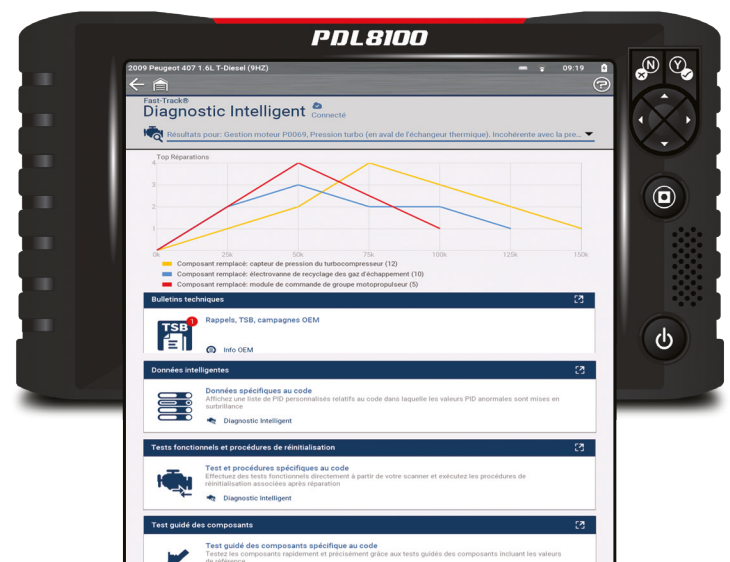 PDL8100
2009 Peugeot 407 1.6L T-Diesel (9HZ)
09:19
N
Y
Fast-Track®
Diagnostic Intelligent
Connecté
Résultats pour: Gestion moteur P0069, Pression turbo (en aval de l'échangeur thermique). Incohérente avec la pre...
Top Réparations
4
3
2
1
0k 25k 50k 75k 100k 125k 150k
Composant remplacé: capteur de pression du turbocompresseur (12)
Composant remplacé: électrovanne de recyclage des gaz d'échappement (10)
Composant remplacé: module de commande de groupe motopropulseur (5)
Bulletins techniques
TSB
1
Rappels, TSB, campagnes OEM
Info OEM
Données intelligentes
Données spécifiques au code
Affichez une liste de PID personnalisés relatifs au code dans laquelle les valeurs PID anormales sont mises en
surbrillance
Diagnostic Intelligent
Tests fonctionnels et procédures de réinitialisation
Test et procédures spécifiques au code
Effectuez des tests fonctionnels directement à partir de votre scanner et exécutez les procédures de
réinitialisation associées après réparation
Diagnostic Intelligent
Test guidé des composants
Test guidé des composants spécifique au code
Testez les composants rapidement et précisément grâce aux tests guidés des composants incluant les valeurs
de référence